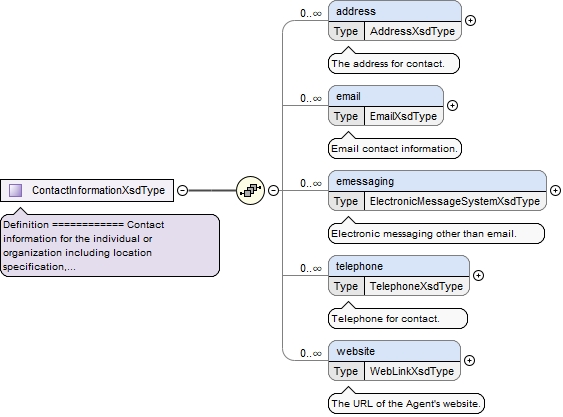 0..∞
address
Type AddressXsdType
The address for contact.
0..∞
email
Type EmailXsdType
Email contact information.
0..∞
emessaging
Type ElectronicMessageSystemXsdType
Electronic messaging other than email.
ContactInformationXsdType
Definition ============ Contact
information for the individual or
organization including location
specification,...
0..∞
telephone
Type TelephoneXsdType
Telephone for contact.
0..∞
website
Type WebLinkXsdType
The URL of the Agent's website.